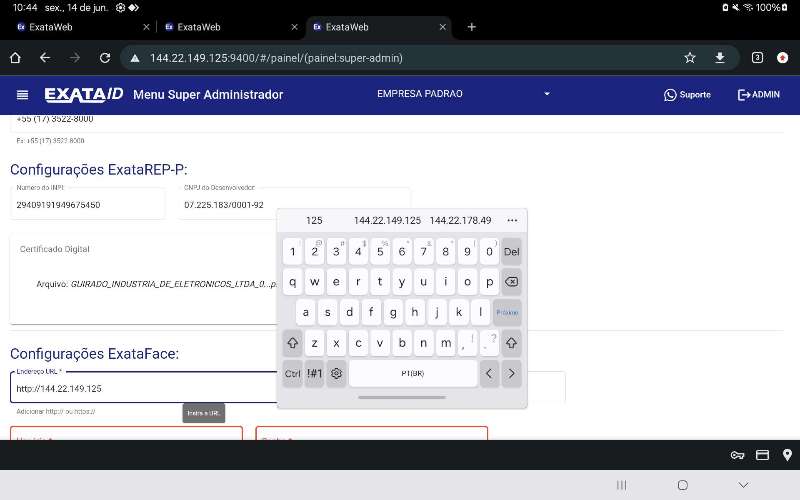 10:44 sex., 14 de jun. 100%
ExataWeb
ExataWeb
ExataWeb
144.22.149.125:9400/#/painel/(painel:super-admin)
3
EXATA ID Menu Super Administrador
EMPRESA PADRAO
Suporte
ADMIN
+55 (17) 3522-8000
Ex: +55 (17) 3522-8000
Configurações ExataREP-P:
Numero do INPI:
29409191949675450
CNPJ do Desenvolvedor:
07.225.183/0001-92
Certificado Digital
Arquivo: GUIRADO_INDUSTRIA_DE_ELETRONICOS_LTDA_0...p
125 144.22.149.125 144.22.178.49 ...
1 2 3 4 5 6 7 8 9 0 Del
q w e r t y u i o p
a s d f g h j k l Próximo
z x c v b n m , ! . ?
Ctrl !#1 PT(BR) < >
Configurações ExataFace:
Endereço URL *
http://144.22.149.125
Adicionar http:// ou https://
Insira a URL